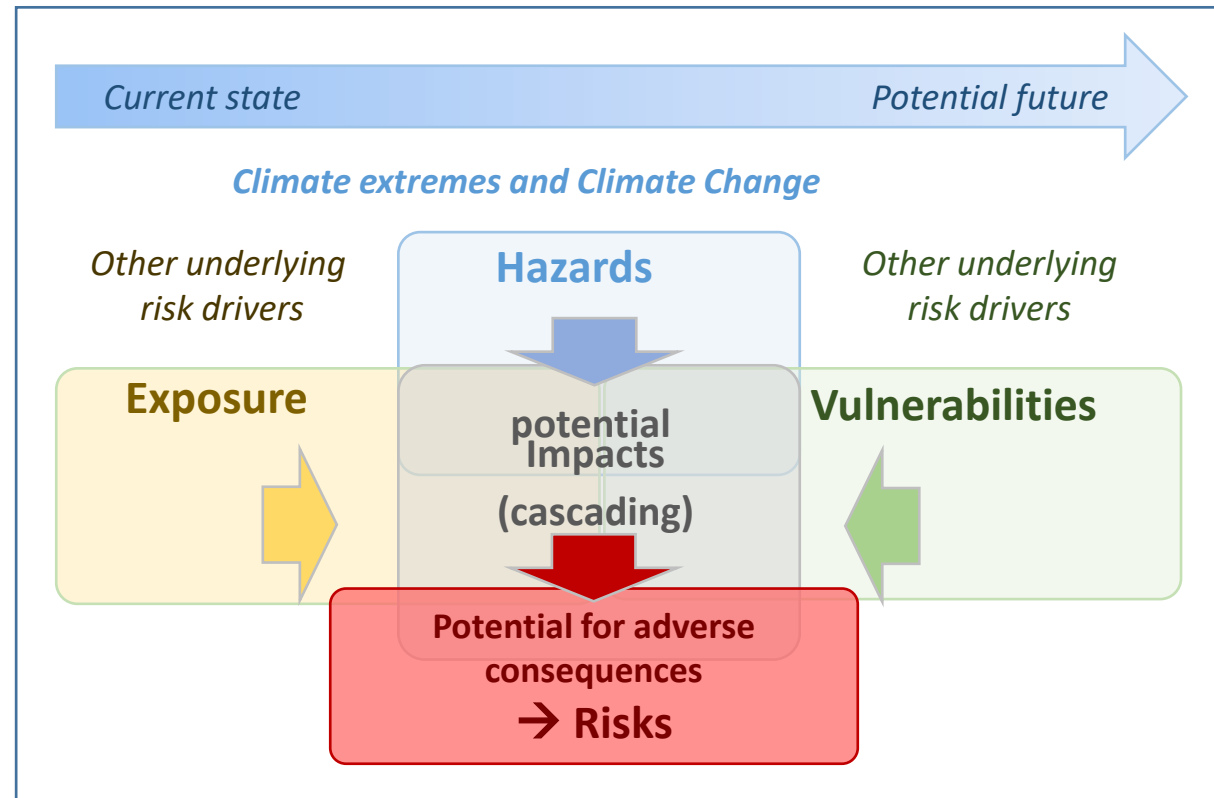 Current state
Potential future
Climate extremes and Climate Change
Other underlying
risk drivers
Hazards
Other underlying
risk drivers
Exposure
Vulnerabilities
potential
Impacts
(cascading)
Potential for adverse
consequences
→ Risks